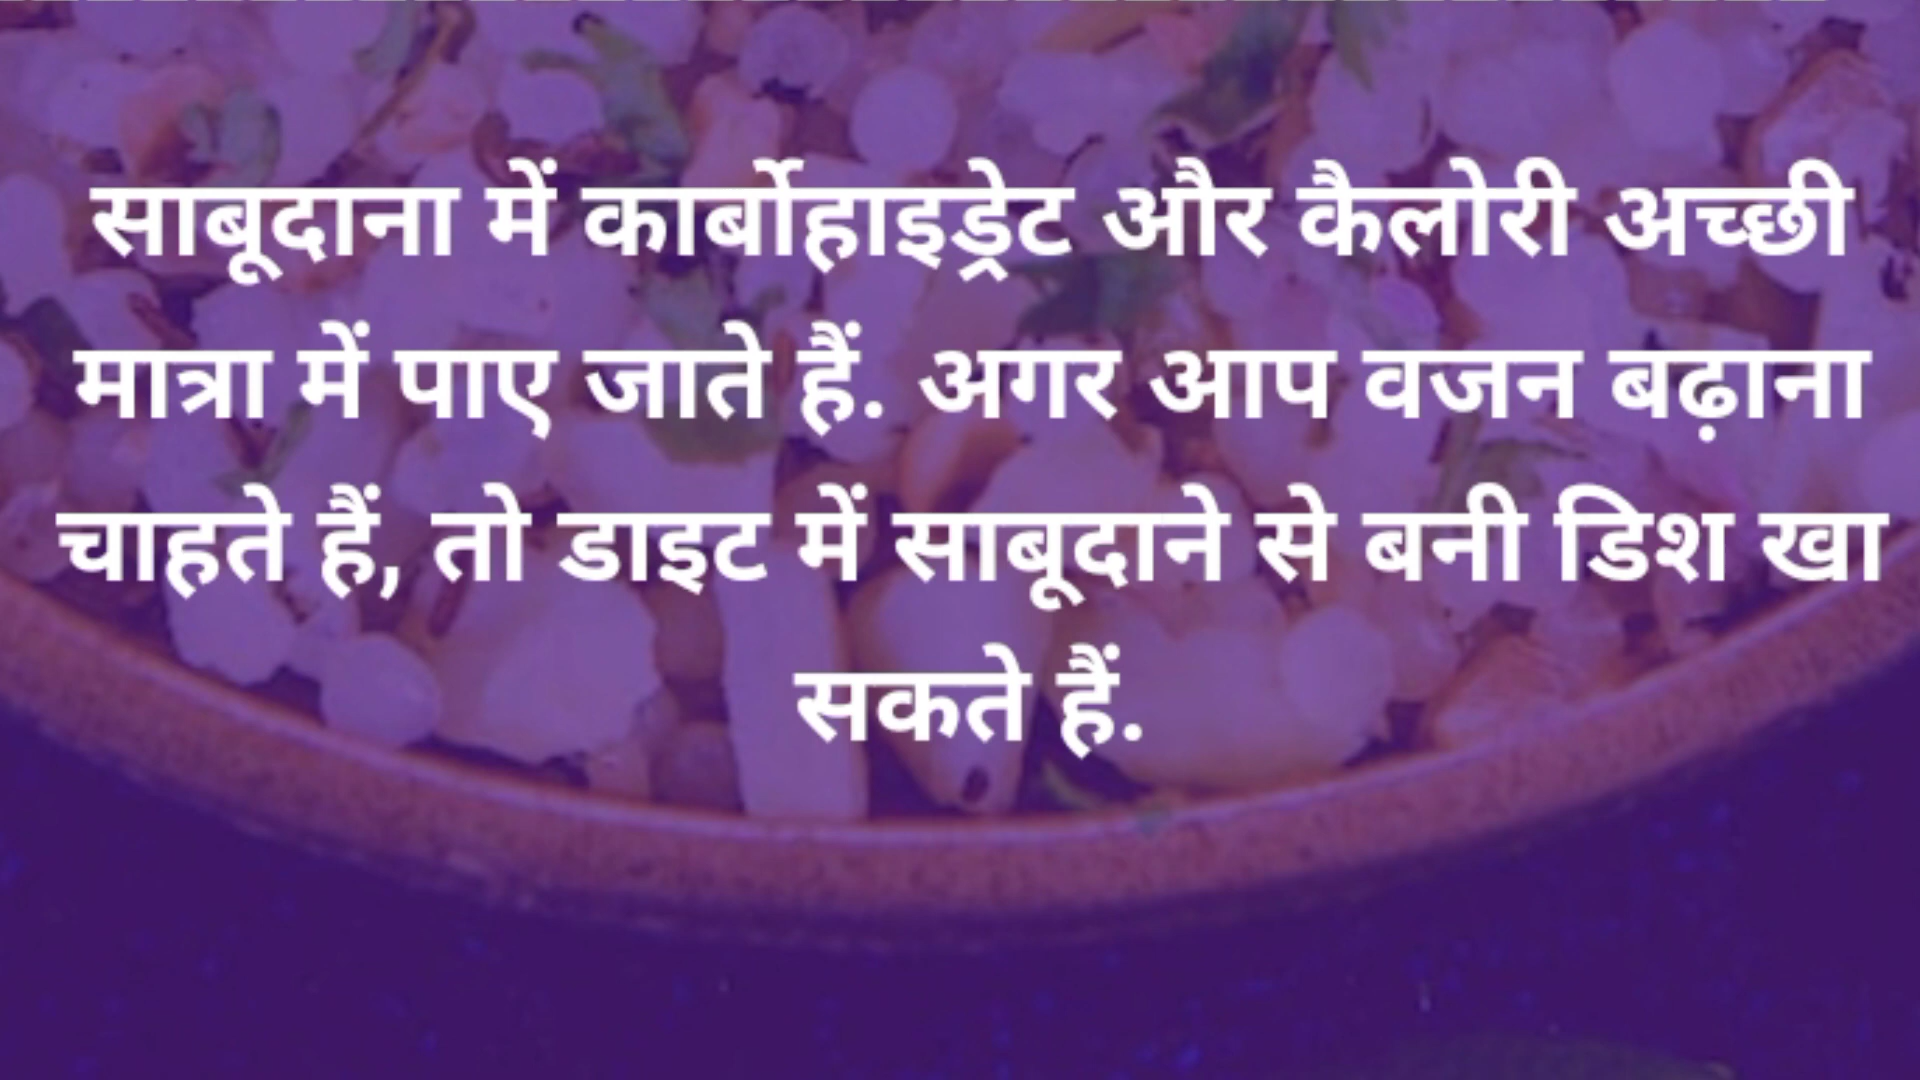 साबूदाना में कार्बोहाइड्रेट और कैलोरी अच्छी
मात्रा में पाए जाते हैं. अगर आप वजन बढ़ाना
चाहते हैं, तो डाइट में साबूदाने से बनी डिश खा
सकते हैं.